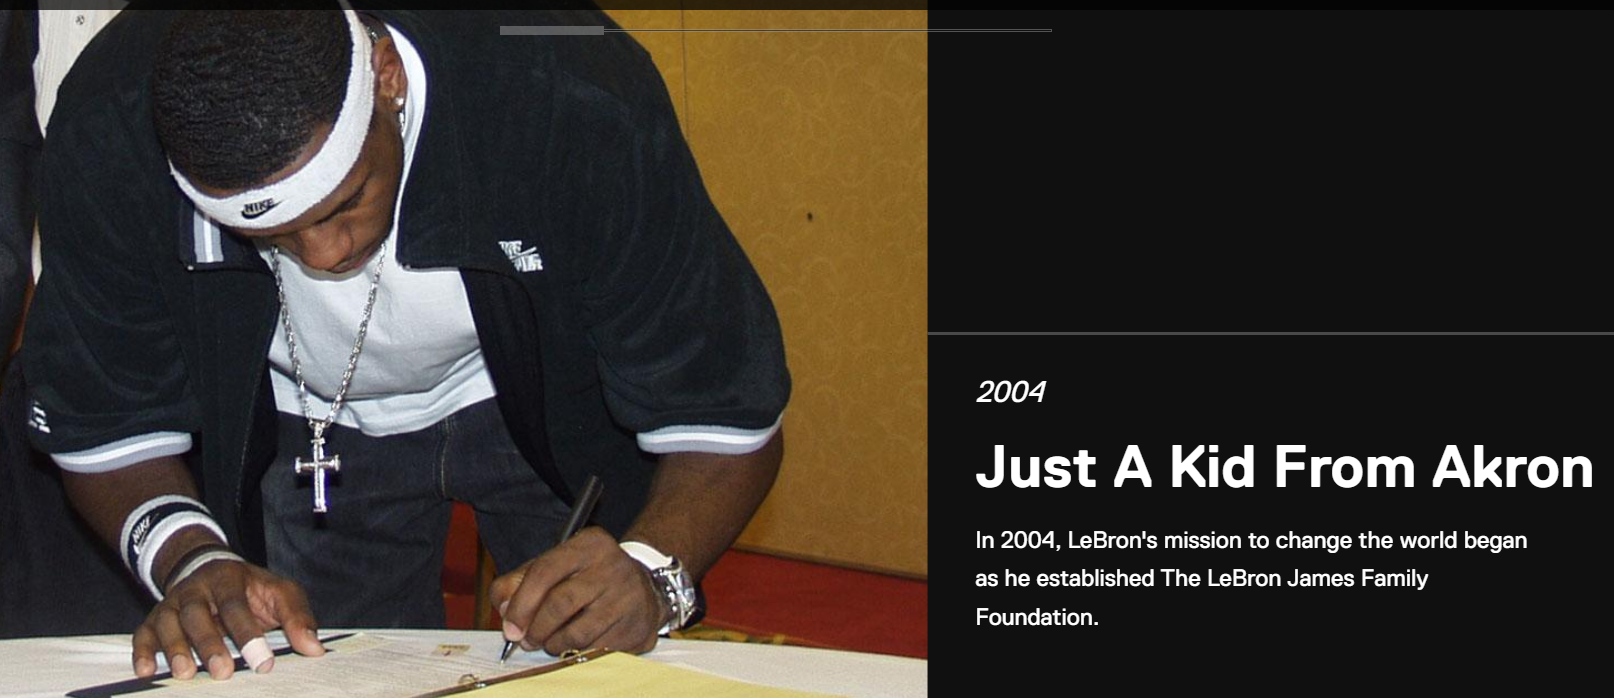 NIKE
NIKE
2004
Just A Kid From Akron
In 2004, LeBron's mission to change the world began
as he established The LeBron James Family
Foundation.